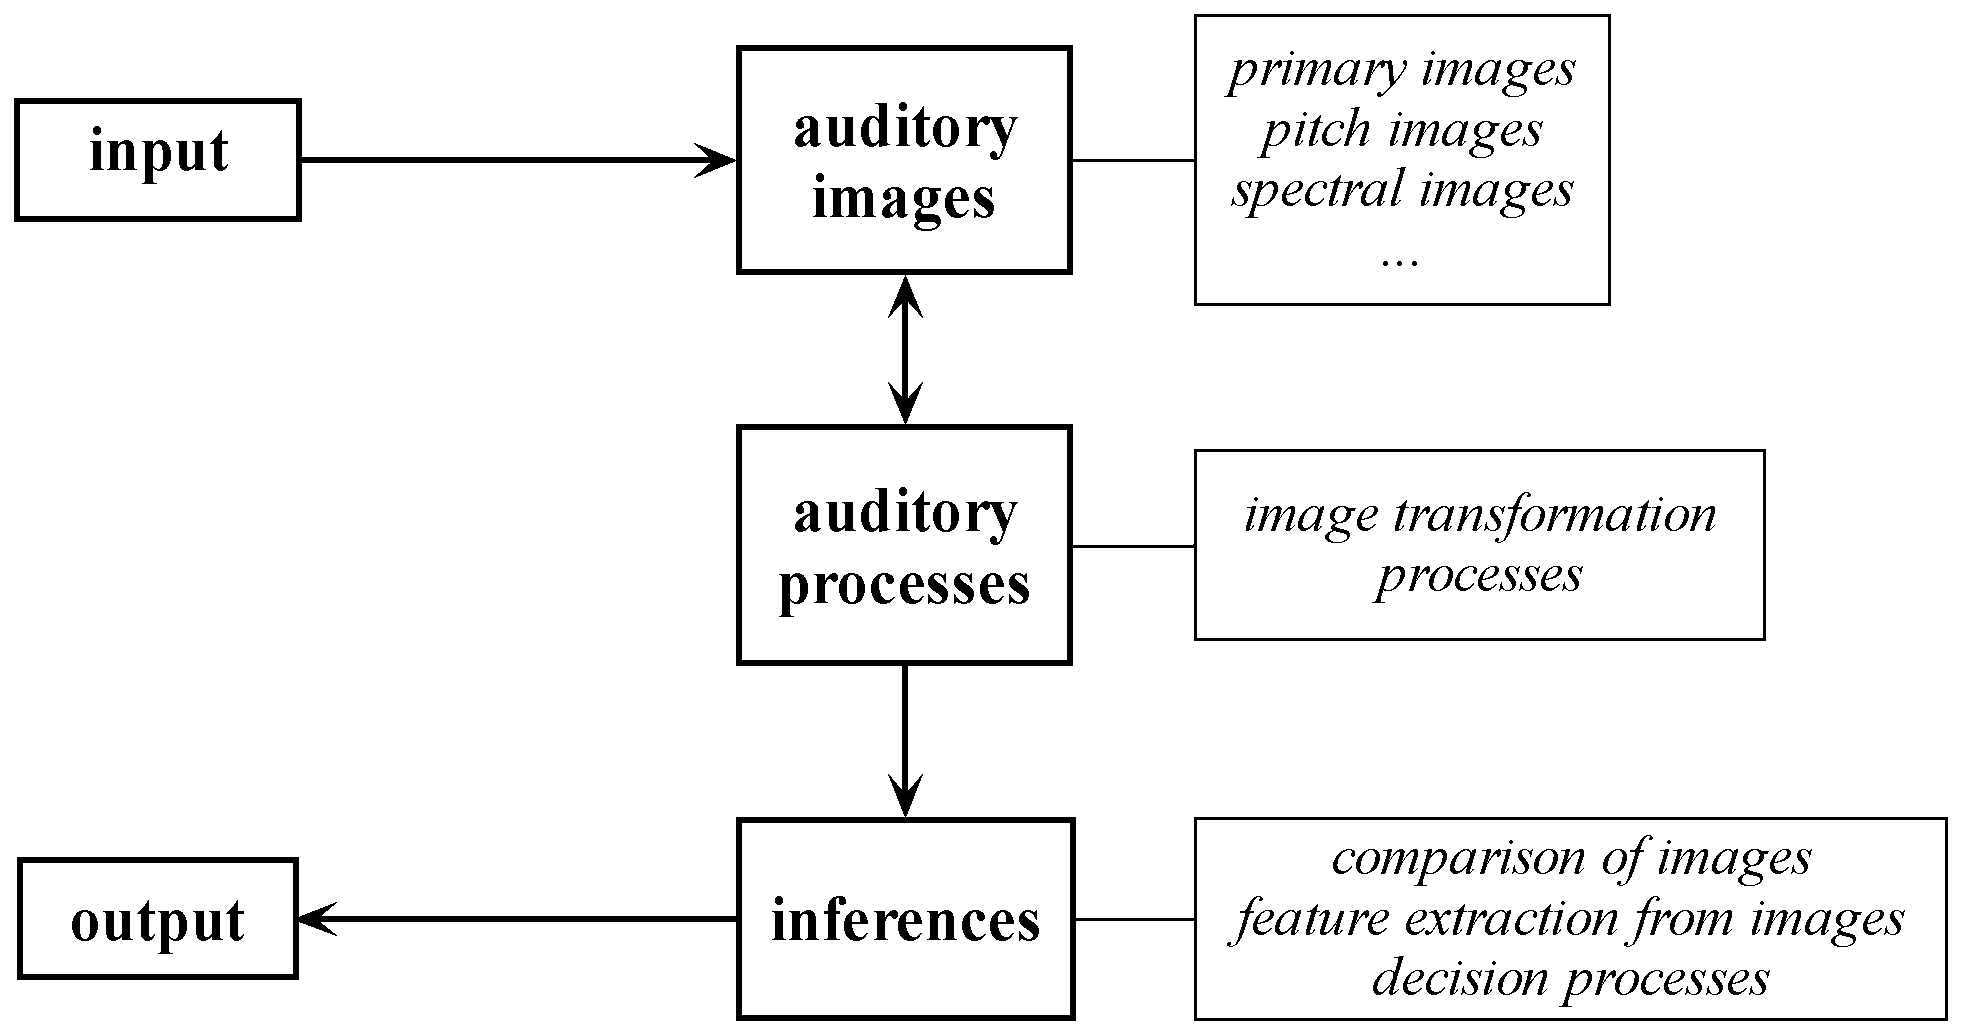 input
auditory
images
primary images
pitch images
spectral images
...
auditory
processes
image transformation
processes
output
inferences
comparison of images
feature extraction from images
decision processes